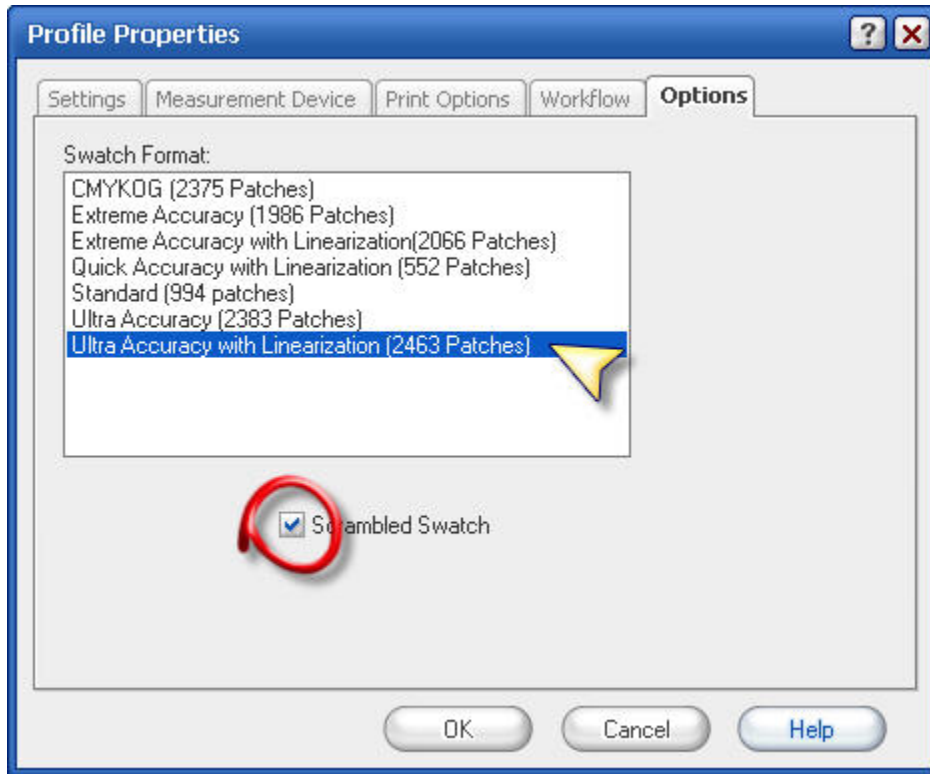 Profile Properties
?
Settings Measurement Device Print Options Workflow Options
Swatch Format:
CMYKOG (2375 Patches)
Extreme Accuracy (1986 Patches)
Extreme Accuracy with Linearization(2066 Patches)
Quick Accuracy with Linearization (552 Patches)
Standard (994 patches)
Ultra Accuracy (2383 Patches)
Ultra Accuracy with Linearization (2463 Patches)
Scrambled Swatch
OK Cancel Help